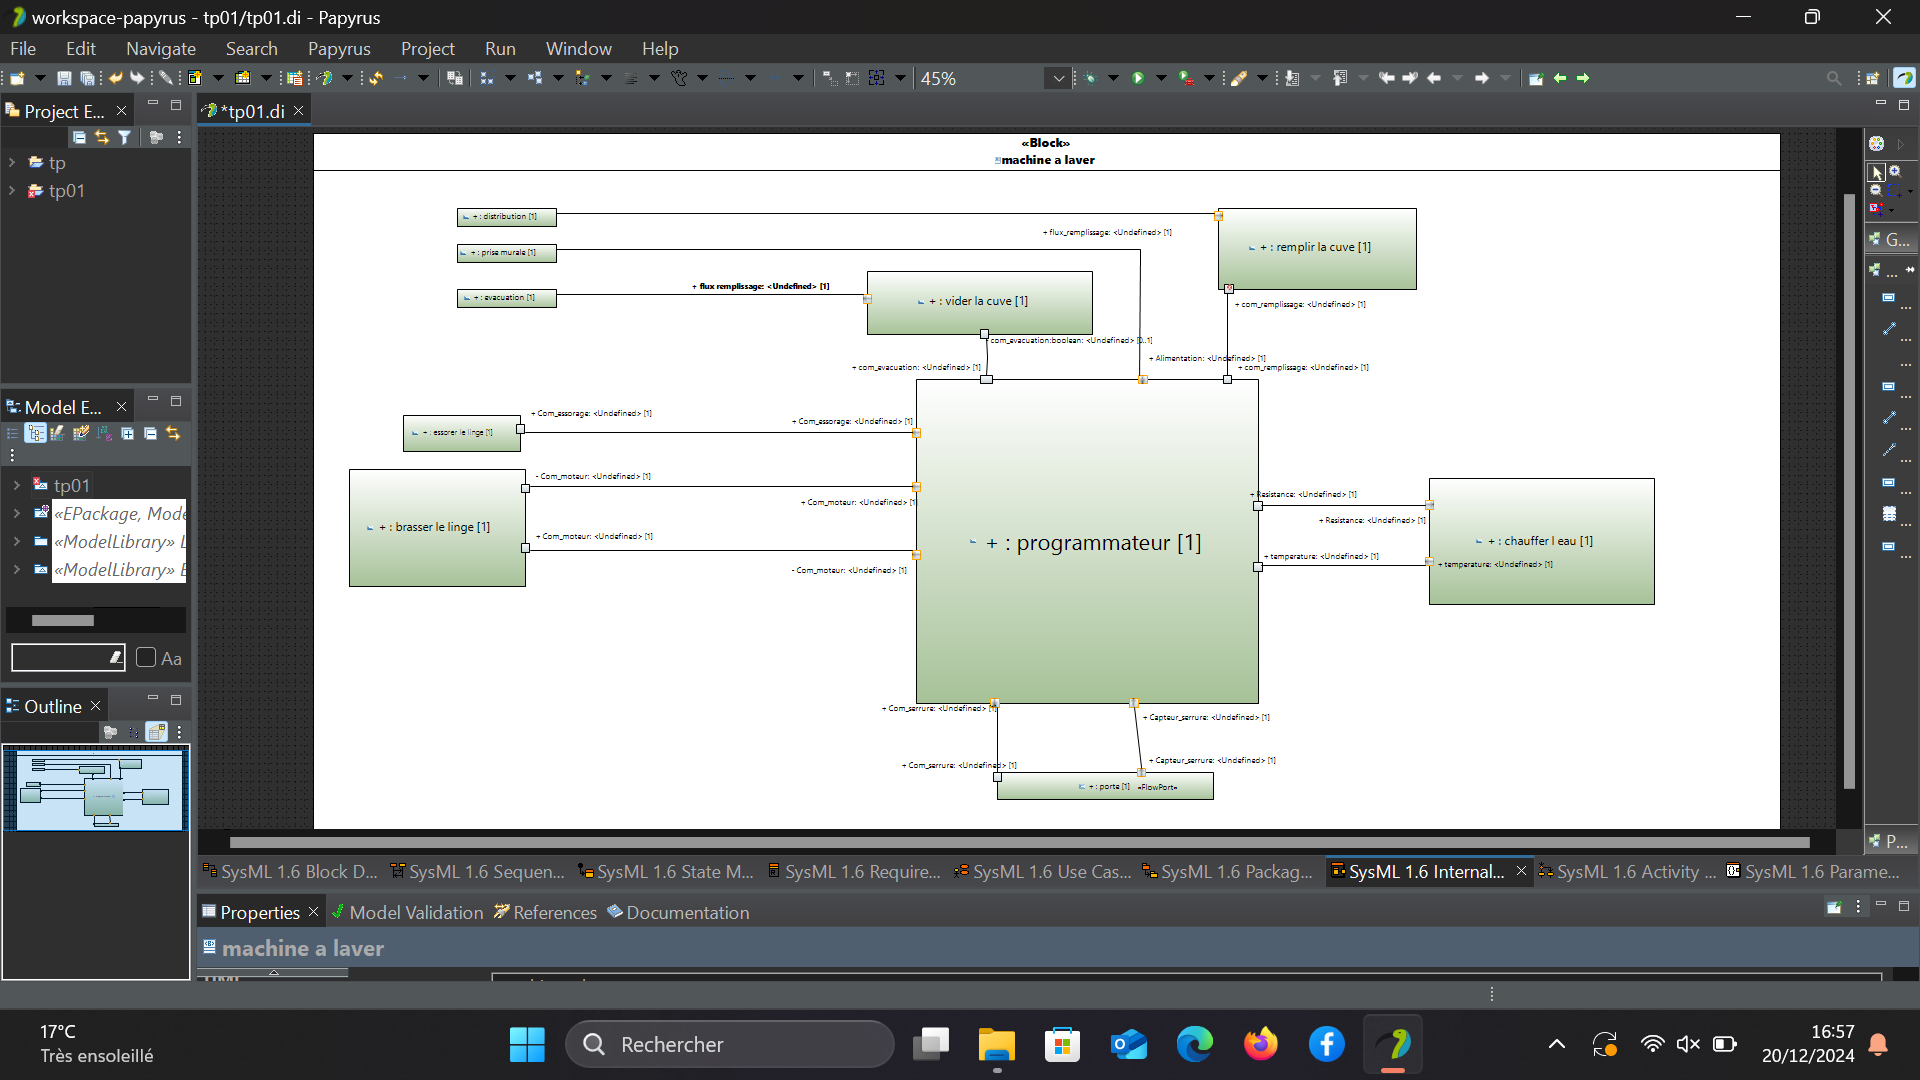 workspace-papyrus - tp01/tp01.di - Papyrus
File Edit Navigate Search Papyrus Project Run Window Help
45%
Project E...
*tp01.di
tp
tp01
«Block»
machine a laver
+ : distribution [1]
+ flux_remplissage: <Undefined> [1]
+ : remplir la cuve [1]
+ : prise murale [1]
+ flux remplissage: <Undefined> [1]
+ : evacuation [1]
+ : vider la cuve [1]
+ com_remplissage: <Undefined> [1]
com_evacuation:boolean: <Undefined> [0..1]
+ com_evacuation: <Undefined> [1]
+ Alimentation: <Undefined> [1]
+ com_remplissage: <Undefined> [1]
+ Com_essorage: <Undefined> [1]
+ Com_essorage: <Undefined> [1]
+ : essorer le linge [1]
- Com_moteur: <Undefined> [1]
+ Com_moteur: <Undefined> [1]
+ : brasser le linge [1]
+ Com_moteur: <Undefined> [1]
- Com_moteur: <Undefined> [1]
+ : programmateur [1]
+ Resistance: <Undefined> [1]
+ Resistance: <Undefined> [1]
+ : chauffer l eau [1]
+ temperature: <Undefined> [1]
+ temperature: <Undefined> [1]
+ Com_serrure: <Undefined> [1]
+ Capteur_serrure: <Undefined> [1]
+ Com_serrure: <Undefined> [1]
+ Capteur_serrure: <Undefined> [1]
+ : porte [1] «FlowPort»
Model E...
tp01
«EPackage, Mode
«ModelLibrary»
«ModelLibrary»
Aa
Outline
G...
...
...
...
...
...
...
...
...
...
...
P...
SysML 1.6 Block D... SysML 1.6 Sequen... SysML 1.6 State M... SysML 1.6 Require... SysML 1.6 Use Cas... SysML 1.6 Packag... SysML 1.6 Internal... SysML 1.6 Activity ... SysML 1.6 Parame...
Properties Model Validation References Documentation
machine a laver
17°C
Très ensoleillé
Rechercher
16:57
20/12/2024